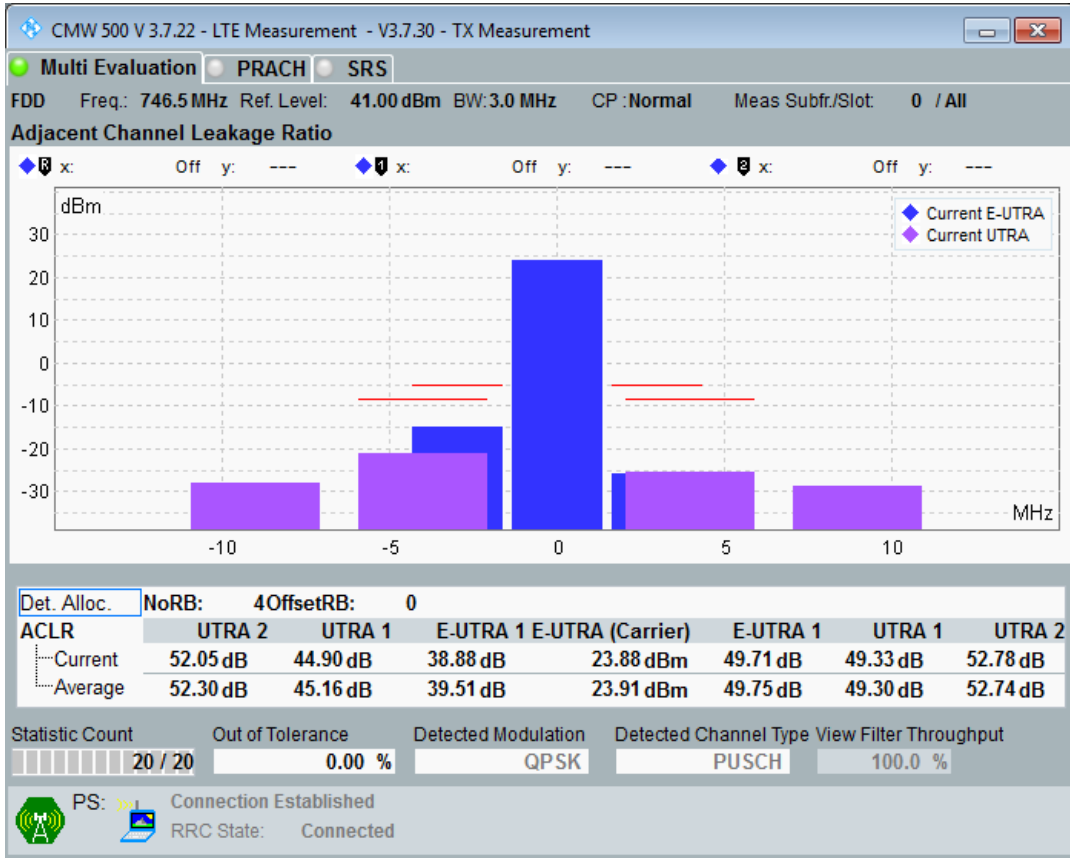 CMW 500 V 3.7.22 - LTE Measurement - V3.7.30 - TX Measurement
Multi Evaluation PRACH SRS
FDD Freq.: 746.5 MHz Ref. Level: 41.00 dBm BW: 3.0 MHz CP : Normal Meas Subfr./Slot: 0 / All
Adjacent Channel Leakage Ratio
R x: Off y: --- 1 x: Off y: --- 2 x: Off y: ---
dBm
Current E-UTRA
Current UTRA
30
20
10
0
-10
-20
-30
MHz
-10 -5 0 5 10
Det. Alloc. NoRB: 4 OffsetRB: 0
ACLR UTRA 2 UTRA 1 E-UTRA 1 E-UTRA (Carrier) E-UTRA 1 UTRA 1 UTRA 2
Current 52.05 dB 44.90 dB 38.88 dB 23.88 dBm 49.71 dB 49.33 dB 52.78 dB
Average 52.30 dB 45.16 dB 39.51 dB 23.91 dBm 49.75 dB 49.30 dB 52.74 dB
Statistic Count Out of Tolerance Detected Modulation Detected Channel Type View Filter Throughput
20 / 20 0.00 % QPSK PUSCH 100.0 %
PS: Connection Established
RRC State: Connected